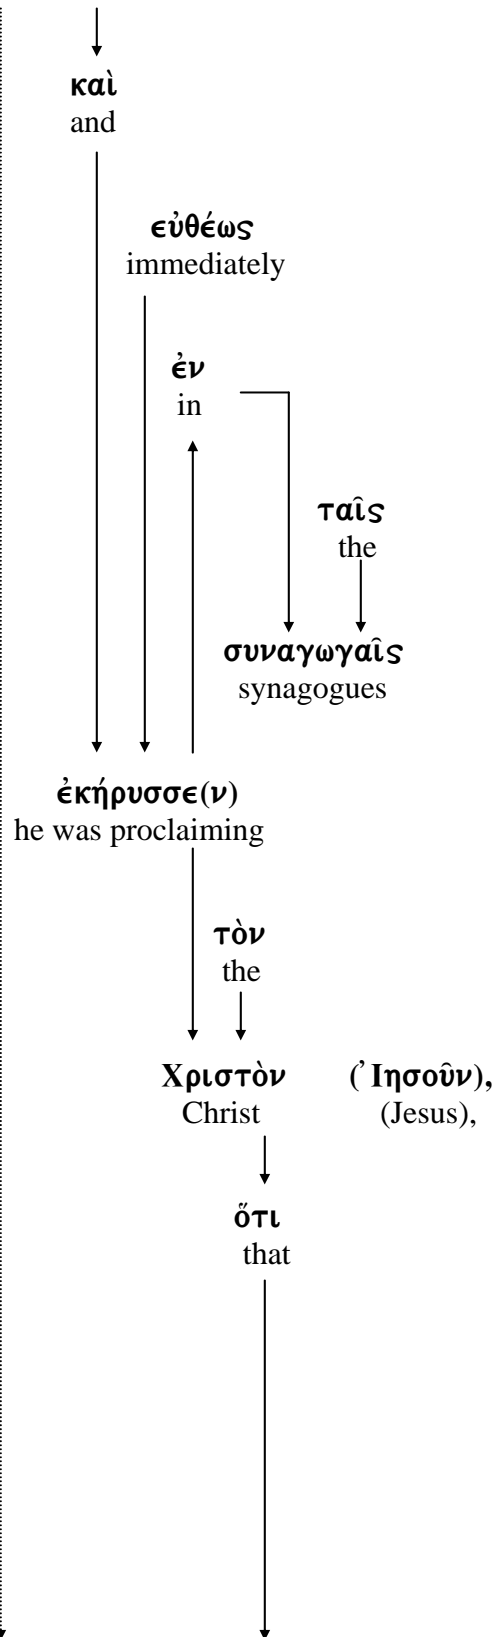 καὶ
and
εὐθέως
immediately
ἐν
in
ταῖς
the
συναγωγαῖς
synagogues
ἐκήρυσσε(ν)
he was proclaiming
τὸν
the
Χριστὸν (Ἰησοῦν),
Christ (Jesus),
ὅτι
that